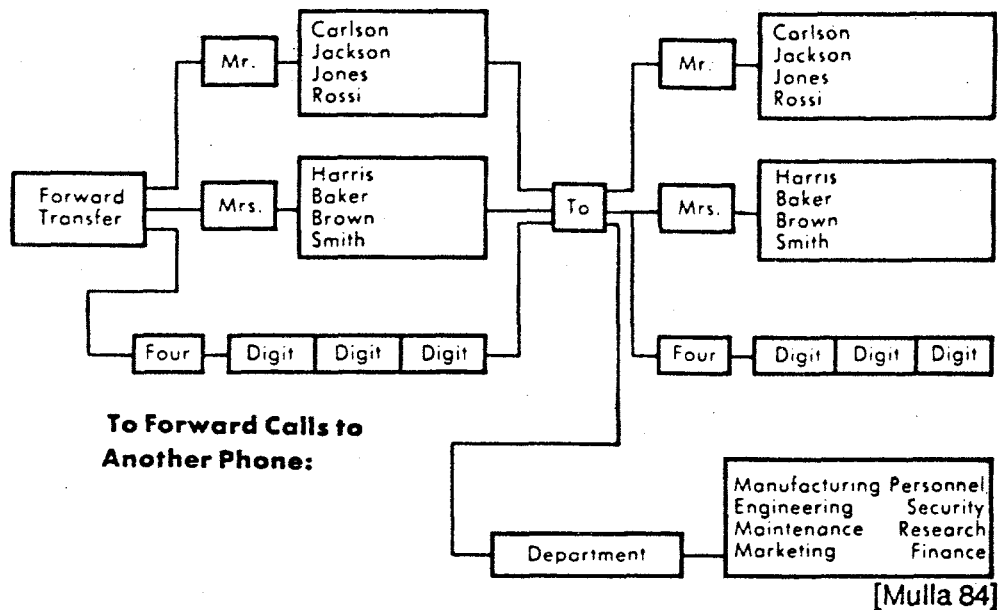 Forward
Transfer
Mr.
Carlson
Jackson
Jones
Rossi
Mrs.
Harris
Baker
Brown
Smith
Four Digit Digit Digit
To
Mr.
Carlson
Jackson
Jones
Rossi
Mrs.
Harris
Baker
Brown
Smith
Four Digit Digit Digit
Department
Manufacturing Personnel
Engineering Security
Maintenance Research
Marketing Finance
To Forward Calls to
Another Phone:
[Mulla 84]